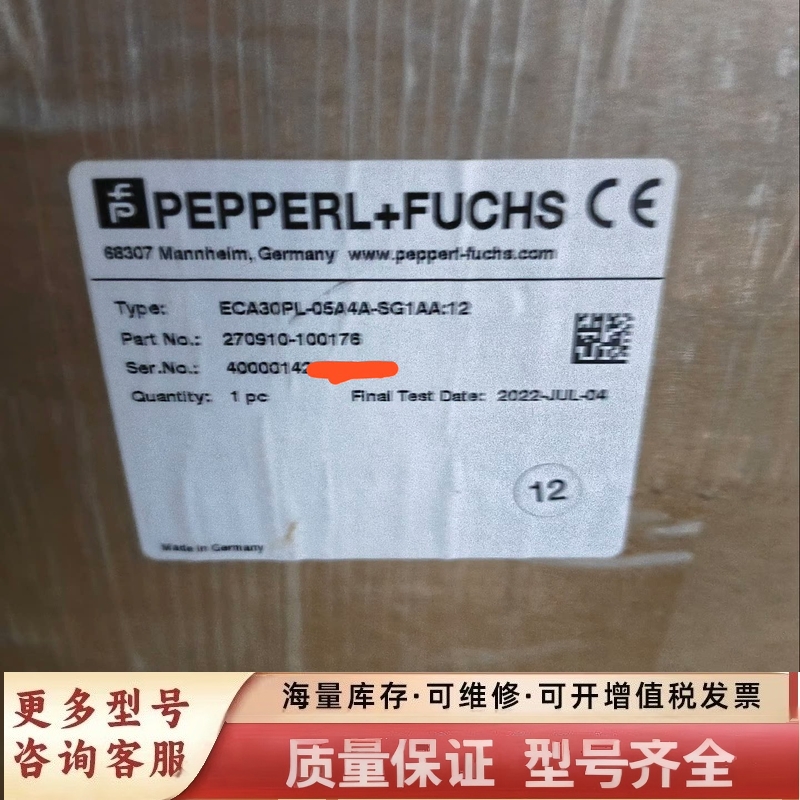 PEPPERL+FUCHS CE
68307 Mannheim, Germany www.pepperl-fuchs.com
Type: ECA30PL-05A4A-SG1AA:12
Part No.: 270910-100176
Ser.No.: 40000142
Quantity: 1 pc Final Test Date: 2022-JUL-04
12
Made in Germany
更多型号
咨询客服
海量库存·可维修·可开增值税发票
质量保证 型号齐全